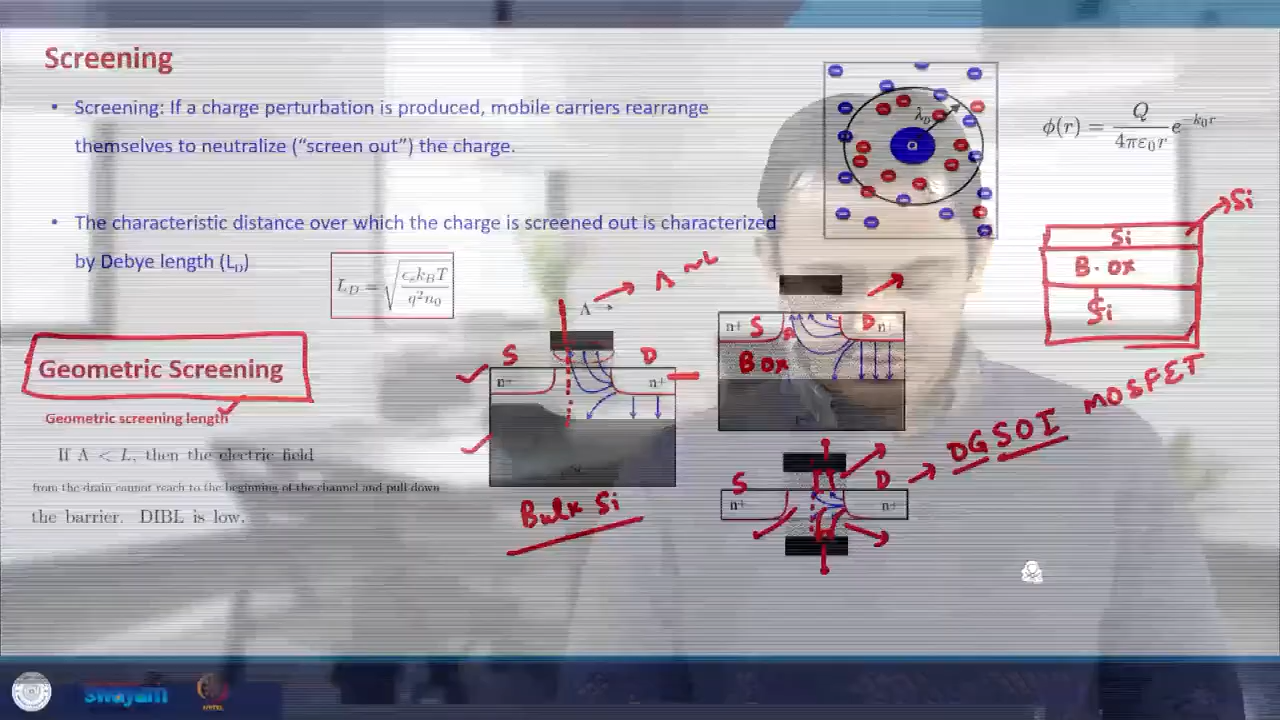 Screening
• Screening: If a charge perturbation is produced, mobile carriers rearrange
themselves to neutralize ("screen out") the charge.
• The characteristic distance over which the charge is screened out is characterized
by Debye length (L_D)
L_D = √(ε_s k_B T / q² n_0)
ϕ(r) = Q / 4πε₀r e^{-k₀r}
λ_D
Q
Geometric Screening
Geometric screening length
If Λ < L, then the electric field
from the drain cannot reach to the beginning of the channel and pull down
the barrier. DIBL is low.
Λ → Λ ~ L
S D
n+ n+
Bulk Si
S D
n+ n+
BOX
S D
n+ n+
DG SOI MOSFET
Si
Si
B.OX
Si
swayam